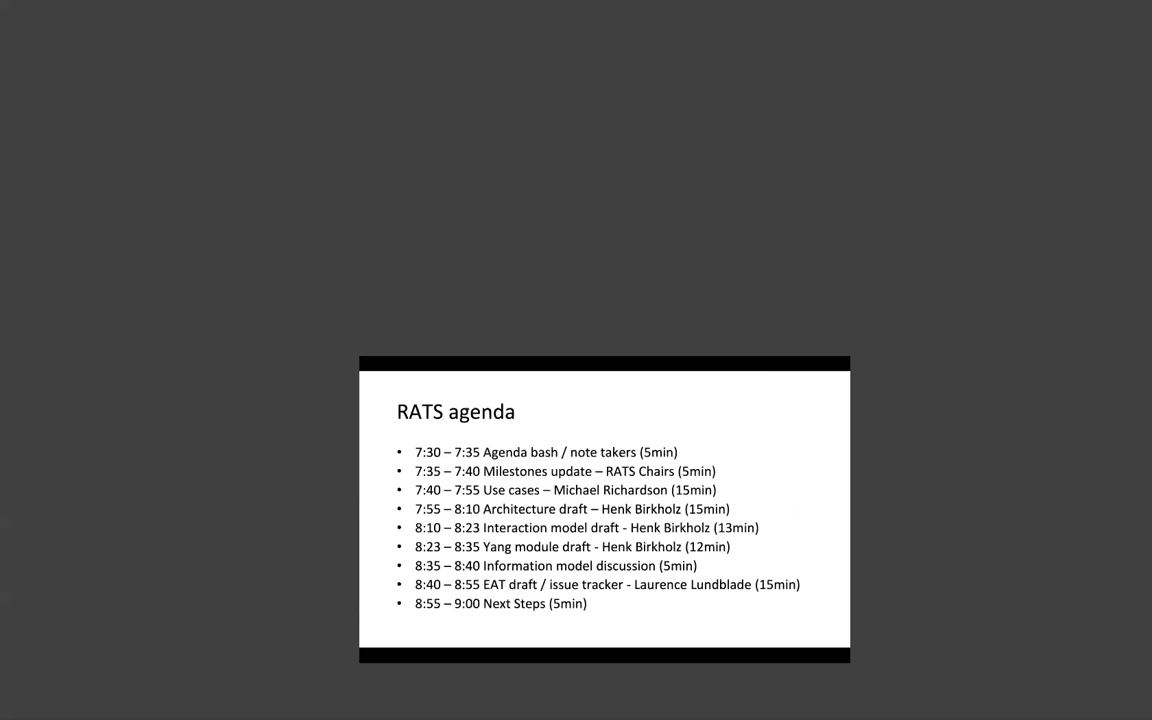 RATS agenda
• 7:30 – 7:35 Agenda bash / note takers (5min)
• 7:35 – 7:40 Milestones update – RATS Chairs (5min)
• 7:40 – 7:55 Use cases – Michael Richardson (15min)
• 7:55 – 8:10 Architecture draft – Henk Birkholz (15min)
• 8:10 – 8:23 Interaction model draft - Henk Birkholz (13min)
• 8:23 – 8:35 Yang module draft - Henk Birkholz (12min)
• 8:35 – 8:40 Information model discussion (5min)
• 8:40 – 8:55 EAT draft / issue tracker - Laurence Lundblade (15min)
• 8:55 – 9:00 Next Steps (5min)